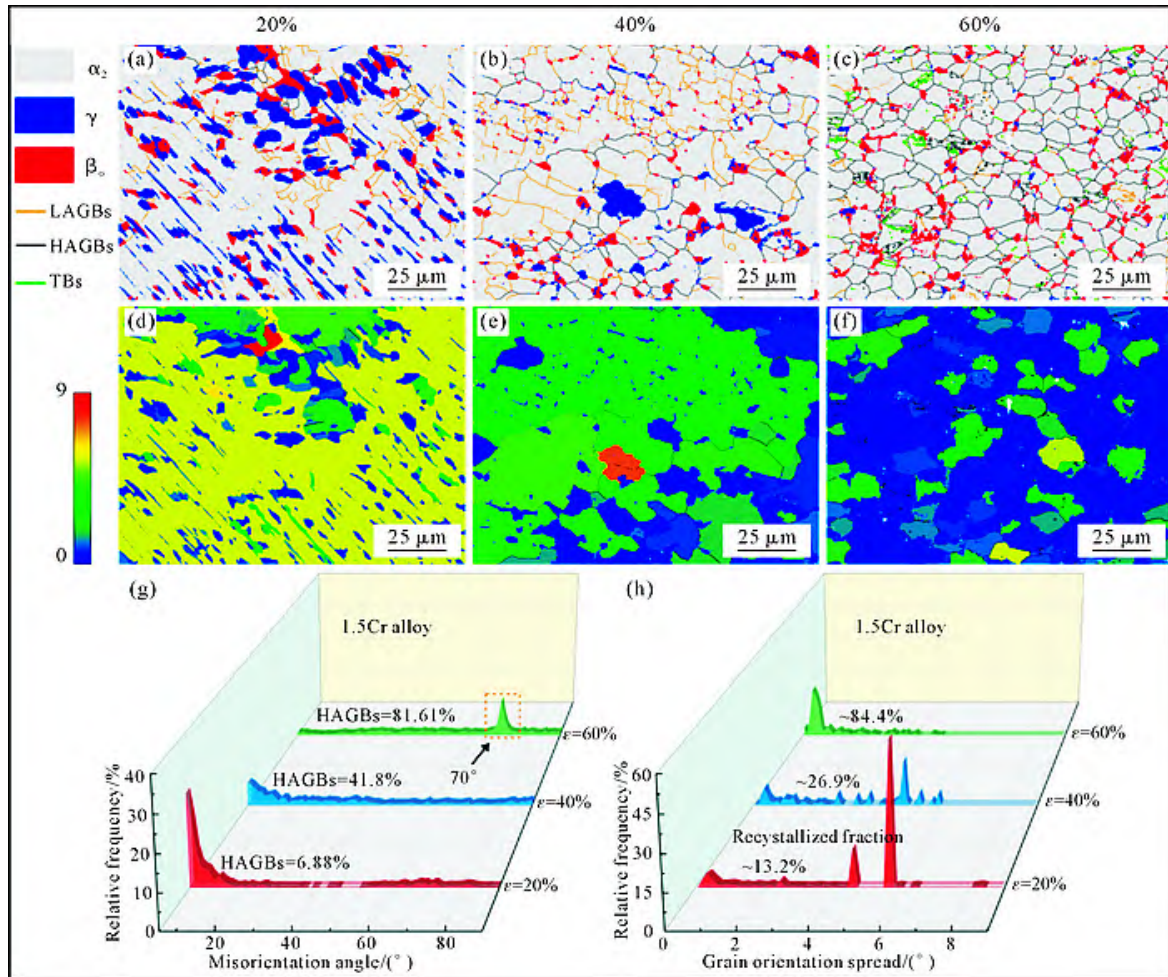 20% 40% 60%
α₂
γ
βₒ
LAGBs
HAGBs
TBs
(a) (b) (c)
25 μm 25 μm 25 μm
9
0
(d) (e) (f)
25 μm 25 μm 25 μm
(g)
1.5Cr alloy
HAGBs=81.61%
70°
ε=60%
HAGBs=41.8%
ε=40%
HAGBs=6.88%
ε=20%
Relative frequency/%
40
30
20
10
0
20 40 60 80
Misorientation angle/(°)
(h)
1.5Cr alloy
~84.4%
ε=60%
~26.9%
ε=40%
Recystallized fraction
~13.2%
ε=20%
Relative frequency/%
60
45
30
15
0
0 2 4 6 8
Grain orientation spread/(°)